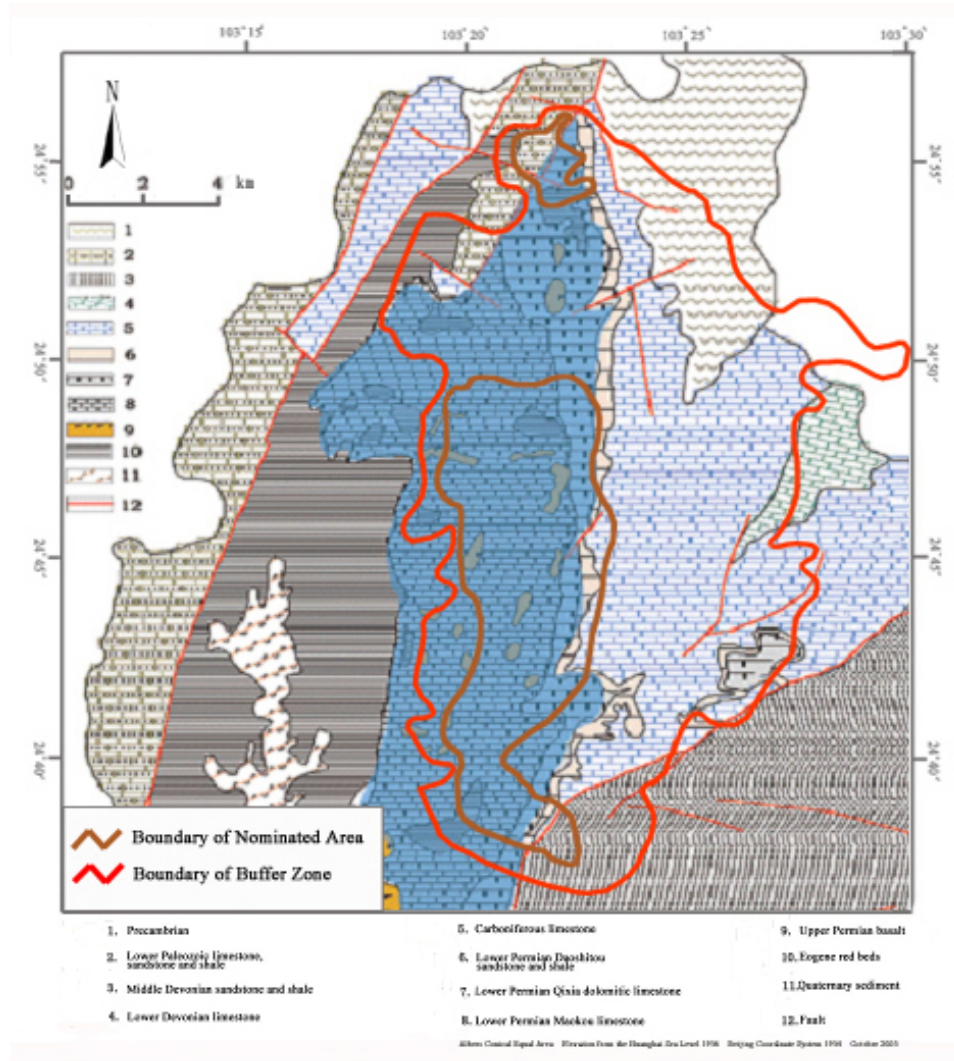 103°15' 103°20' 103°25' 103°30'
N
0 2 4 km
24°55' 24°55'
24°50' 24°50'
24°45' 24°45'
24°40' 24°40'
1
2
3
4
5
6
7
8
9
10
11
12
Boundary of Nominated Area
Boundary of Buffer Zone
1. Precambrian
2. Lower Paleozoic limestone,
sandstone and shale
3. Middle Devonian sandstone and shale
4. Lower Devonian limestone
5. Carboniferous limestone
6. Lower Permian Daoshitou
sandstone and shale
7. Lower Permian Qixia dolomitic limestone
8. Lower Permian Maokou limestone
9. Upper Permian basalt
10. Eogene red beds
11. Quaternary sediment
12. Fault
Albers Conical Equal Area Elevation from the Huanghai Sea Level 1956 Beijing Coordinate System 1954 October 2005